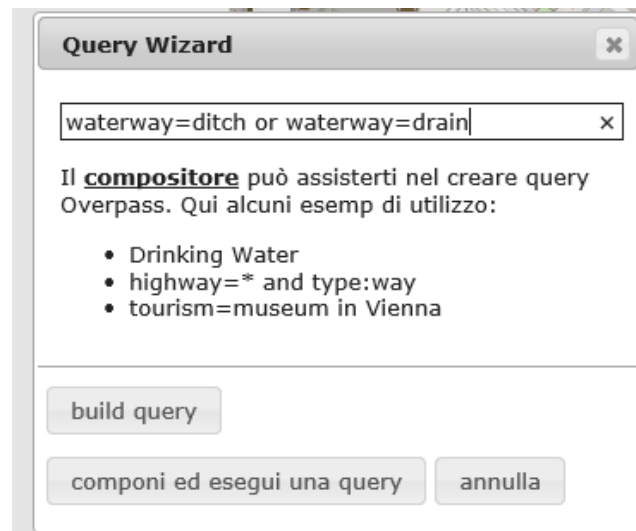 Query Wizard
waterway=ditch or waterway=drain
Il compositore può assisterti nel creare query
Overpass. Qui alcuni esemp di utilizzo:
Drinking Water
highway=* and type:way
tourism=museum in Vienna
build query
componi ed esegui una query annulla